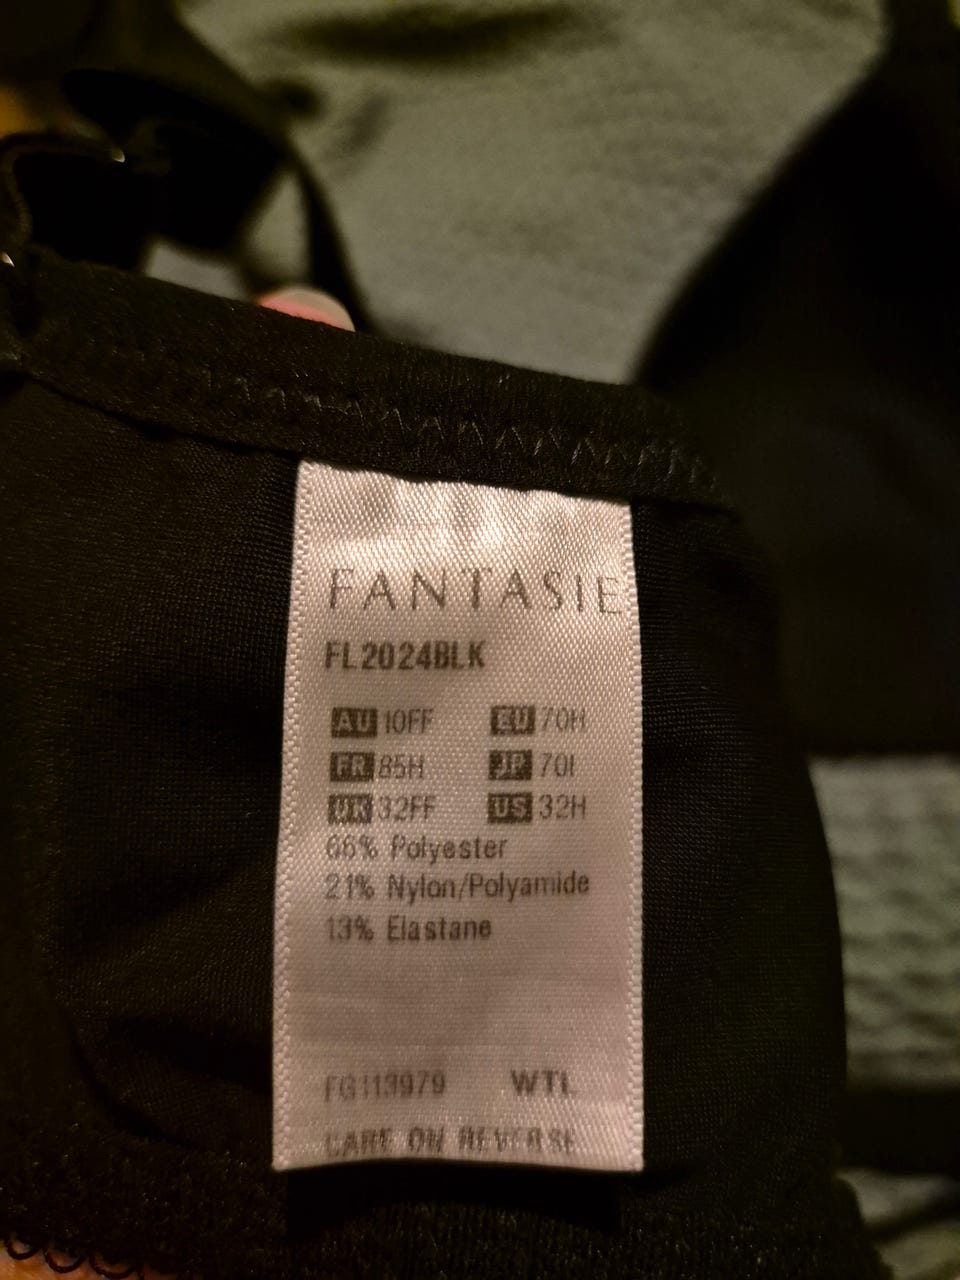 FANTASIE
FL2024BLK
AU 10FF EU 70H
FR 85H JP 70I
UK 32FF US 32H
66% Polyester
21% Nylon/Polyamide
13% Elastane
FG113979 WTL
CARE ON REVERSE